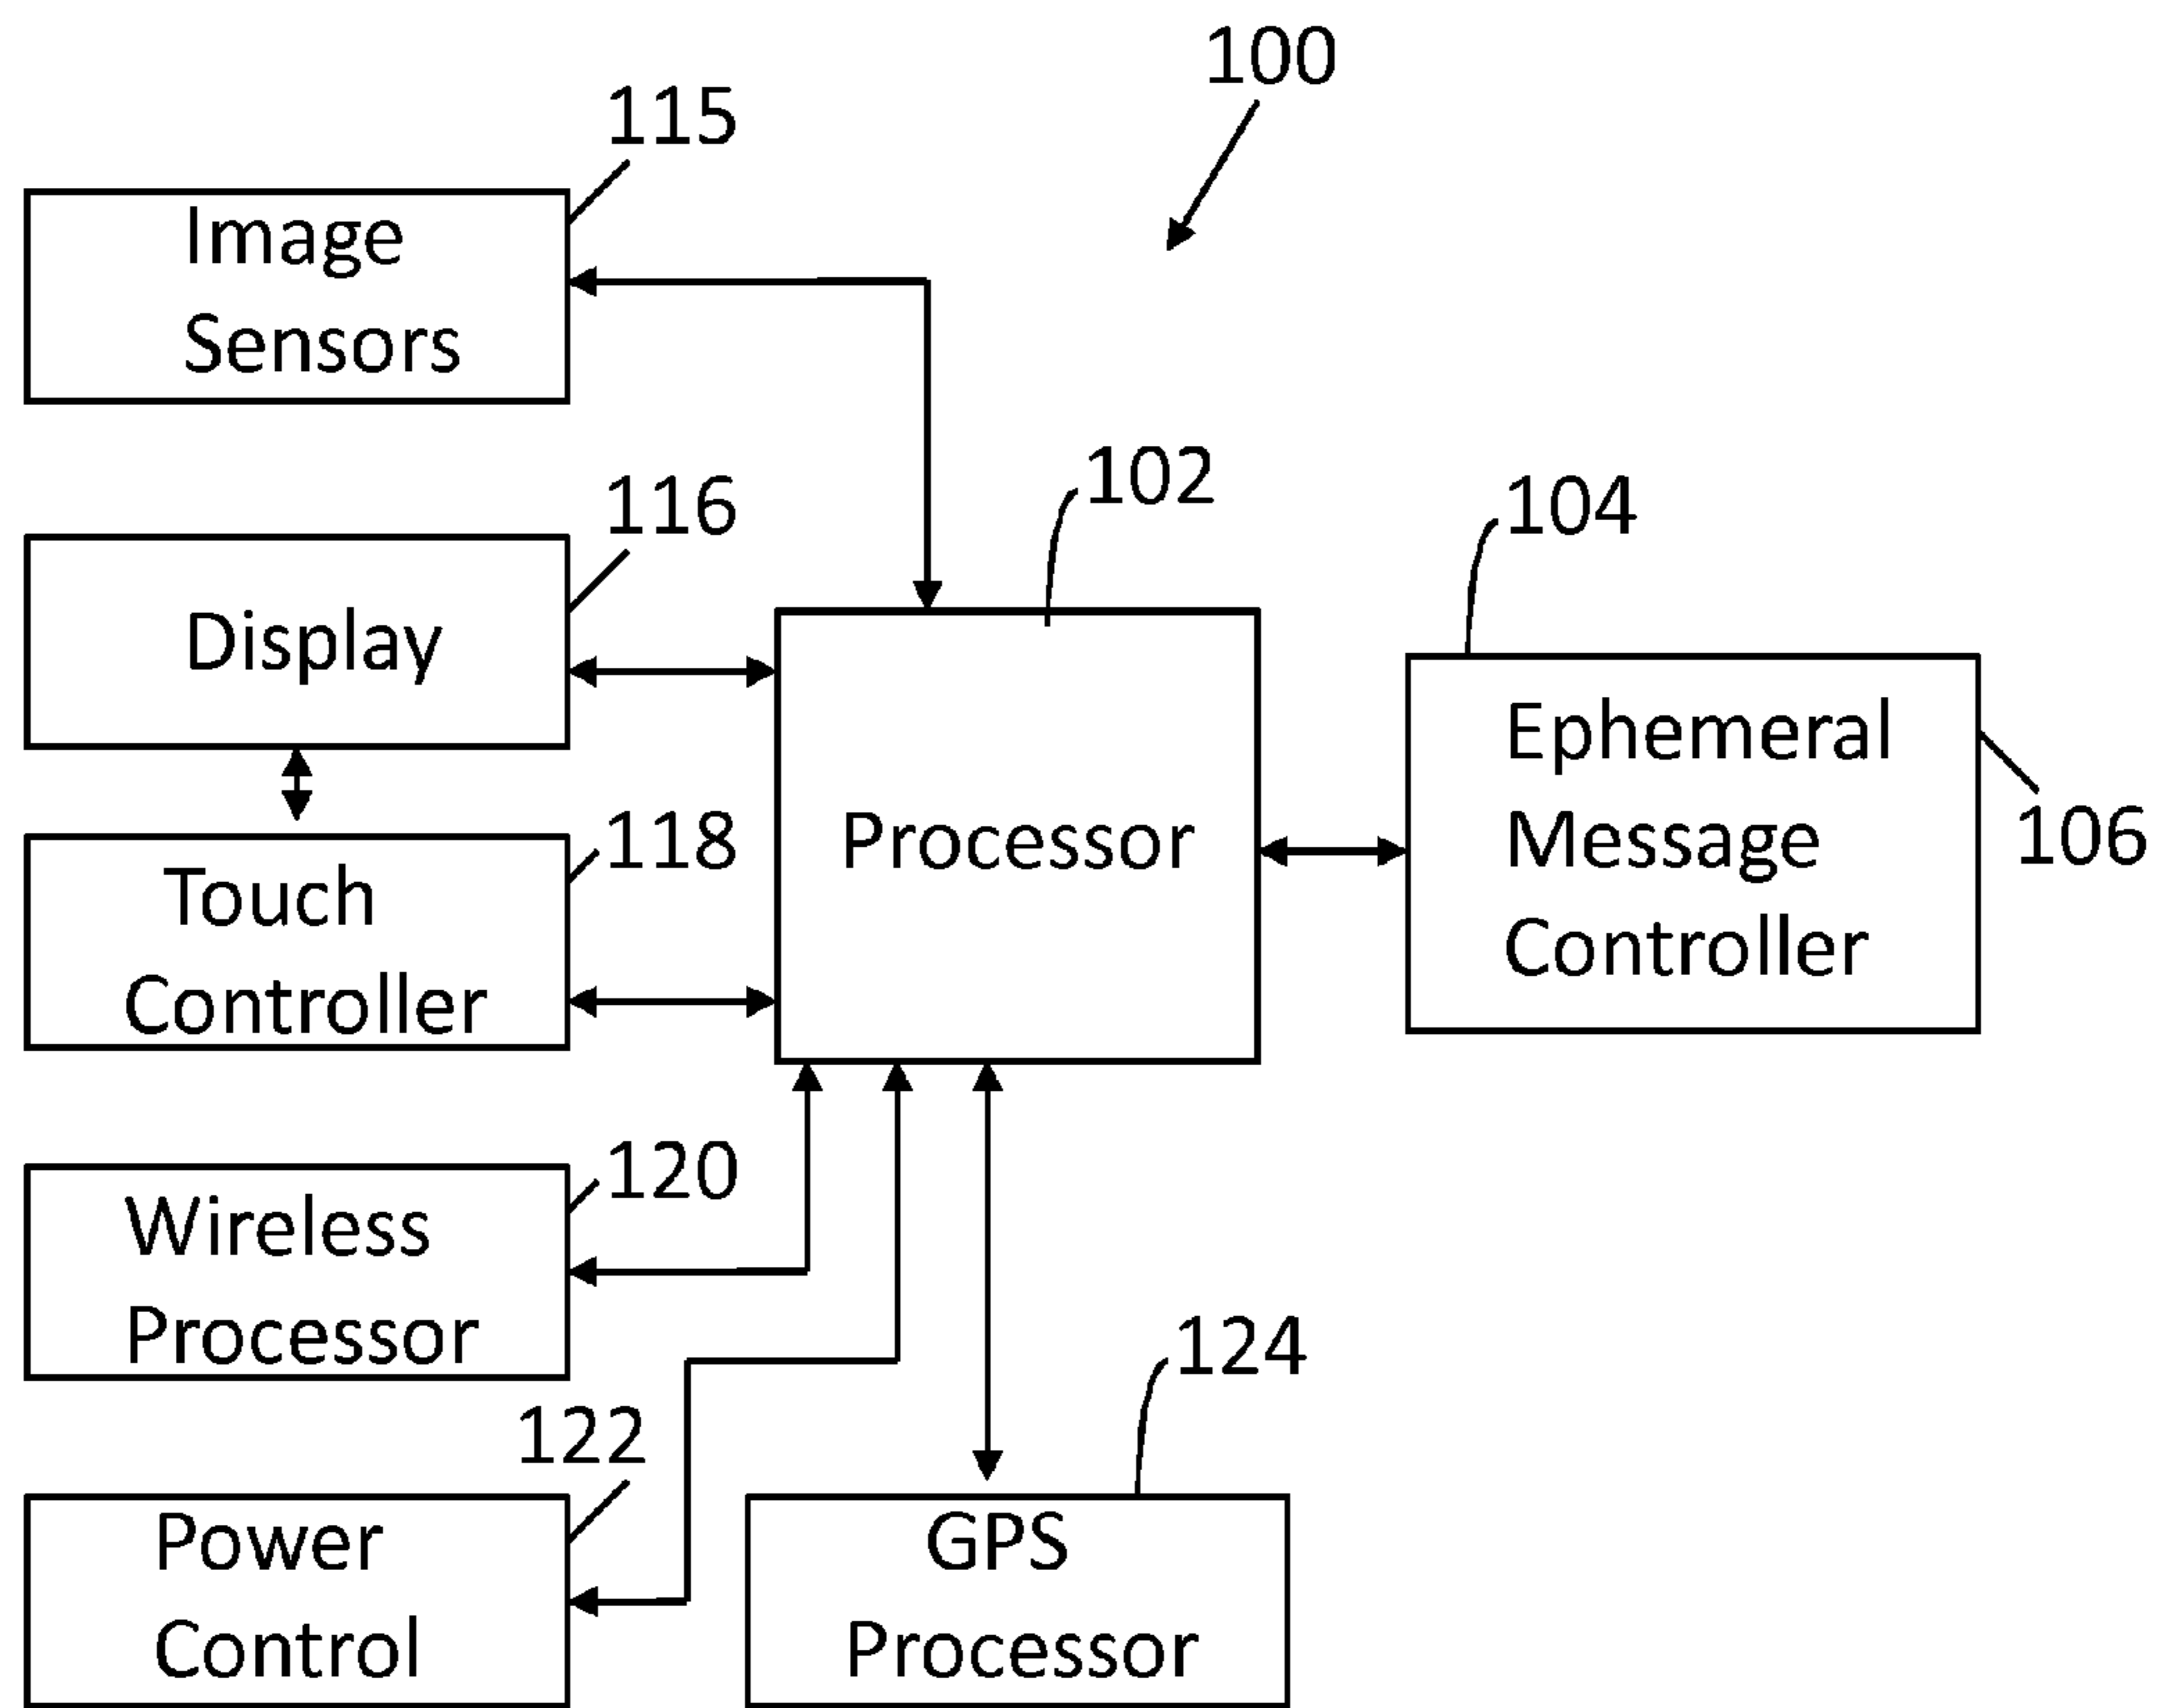 100
115
Image
Sensors
102
104
116
Display
Ephemeral
Message
Controller
106
Processor
118
Touch
Controller
120
Wireless
Processor
124
122
Power
Control
GPS
Processor